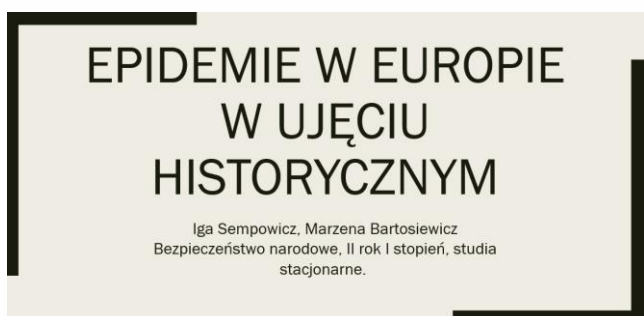 EPIDEMIE W EUROPIE
W UJĘCIU
HISTORYCZNYM
Iga Sempowicz, Marzena Bartosiewicz
Bezpieczeństwo narodowe, II rok I stopień, studia
stacjonarne.